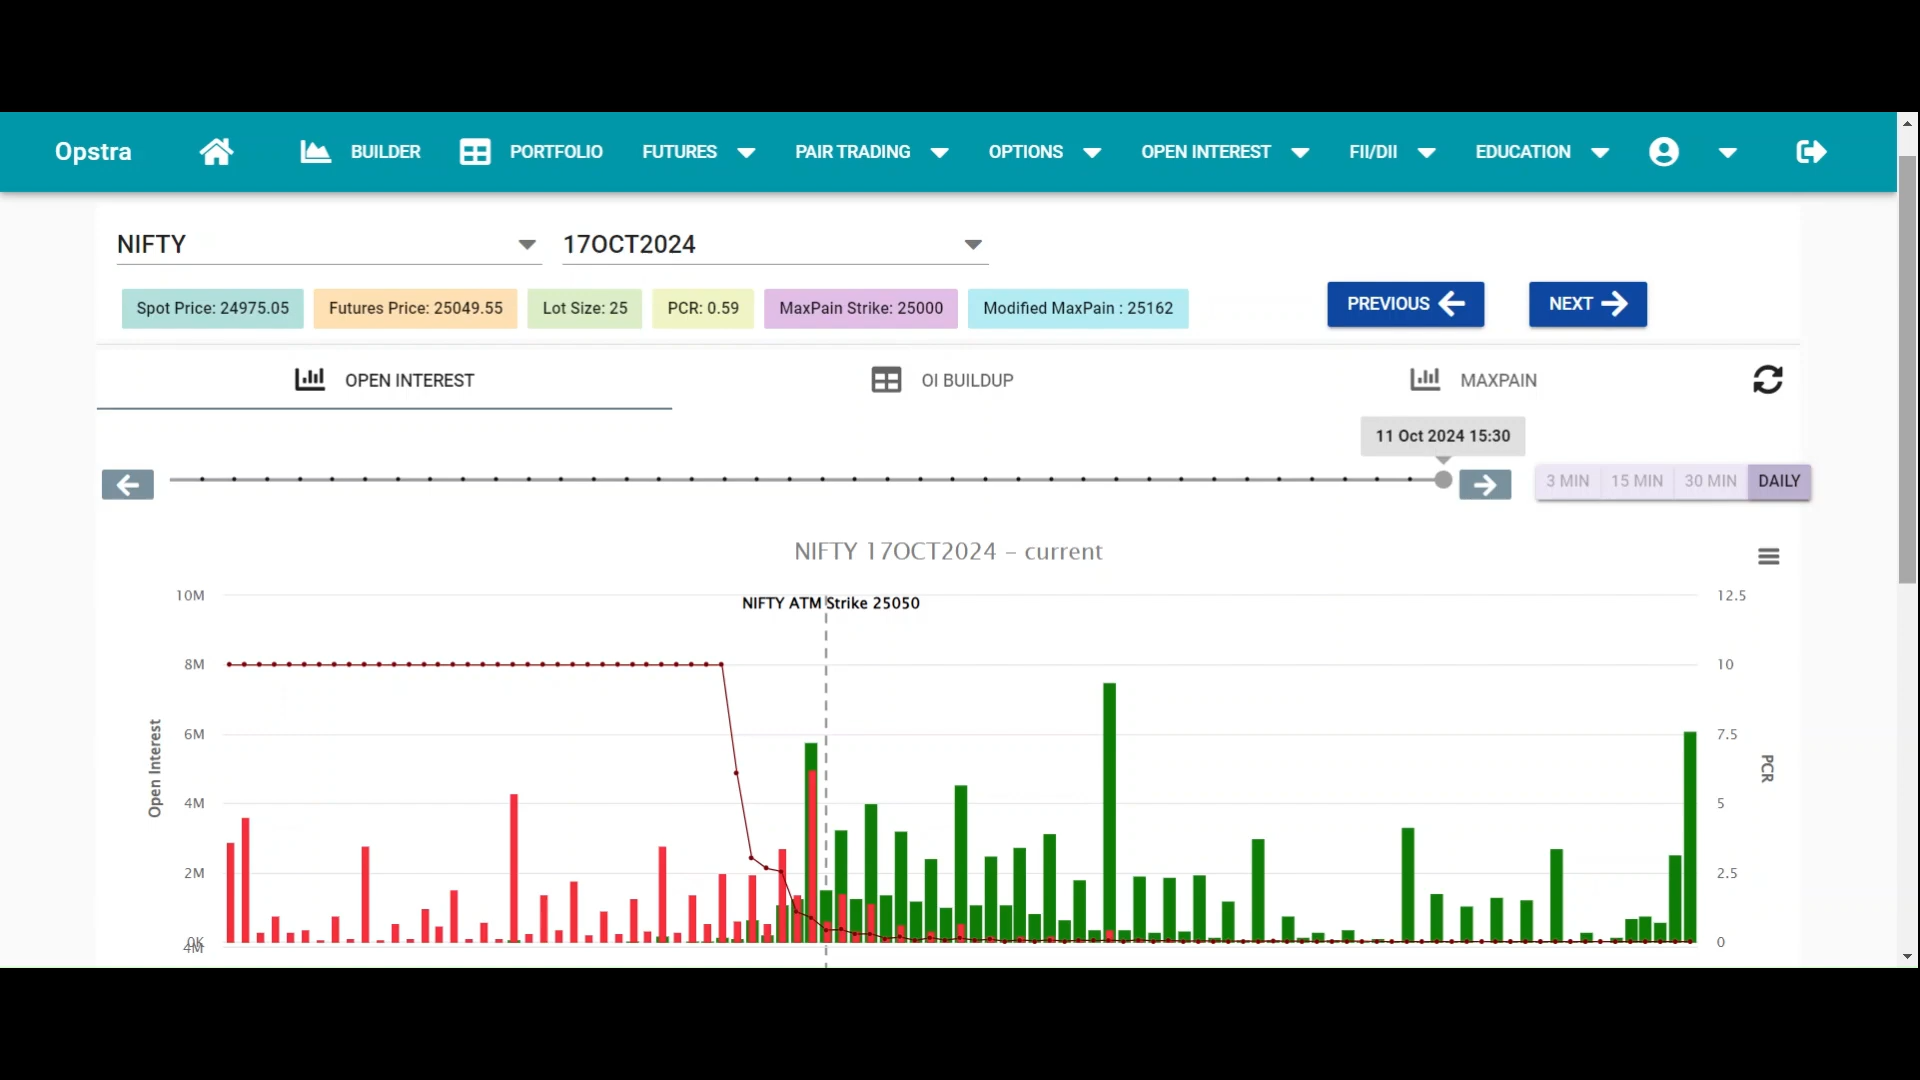 Opstra BUILDER PORTFOLIO FUTURES PAIR TRADING OPTIONS OPEN INTEREST FII/DII EDUCATION
NIFTY 17OCT2024
Spot Price: 24975.05 Futures Price: 25049.55 Lot Size: 25 PCR: 0.59 MaxPain Strike: 25000 Modified MaxPain : 25162 PREVIOUS NEXT
OPEN INTEREST OI BUILDUP MAXPAIN
11 Oct 2024 15:30
3 MIN 15 MIN 30 MIN DAILY
NIFTY 17OCT2024 – current
10M 12.5
NIFTY ATM Strike 25050
8M 10
6M 7.5
Open Interest
PCR
4M 5
2M 2.5
0K 0
4M